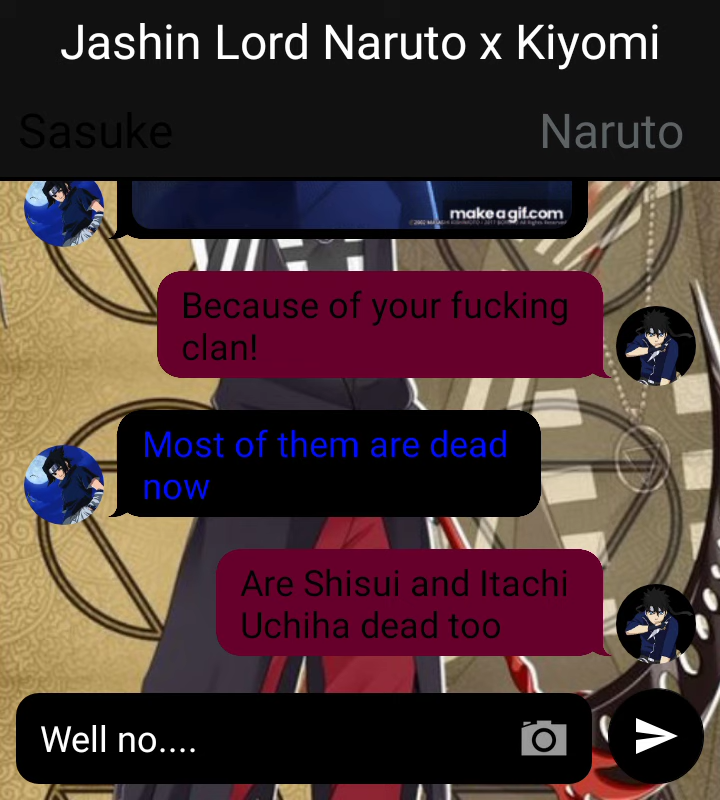 Jashin Lord Naruto x Kiyomi
Sasuke
Naruto
make a gif.com
Because of your fucking
clan!
Most of them are dead
now
Are Shisui and Itachi
Uchiha dead too
Well no....